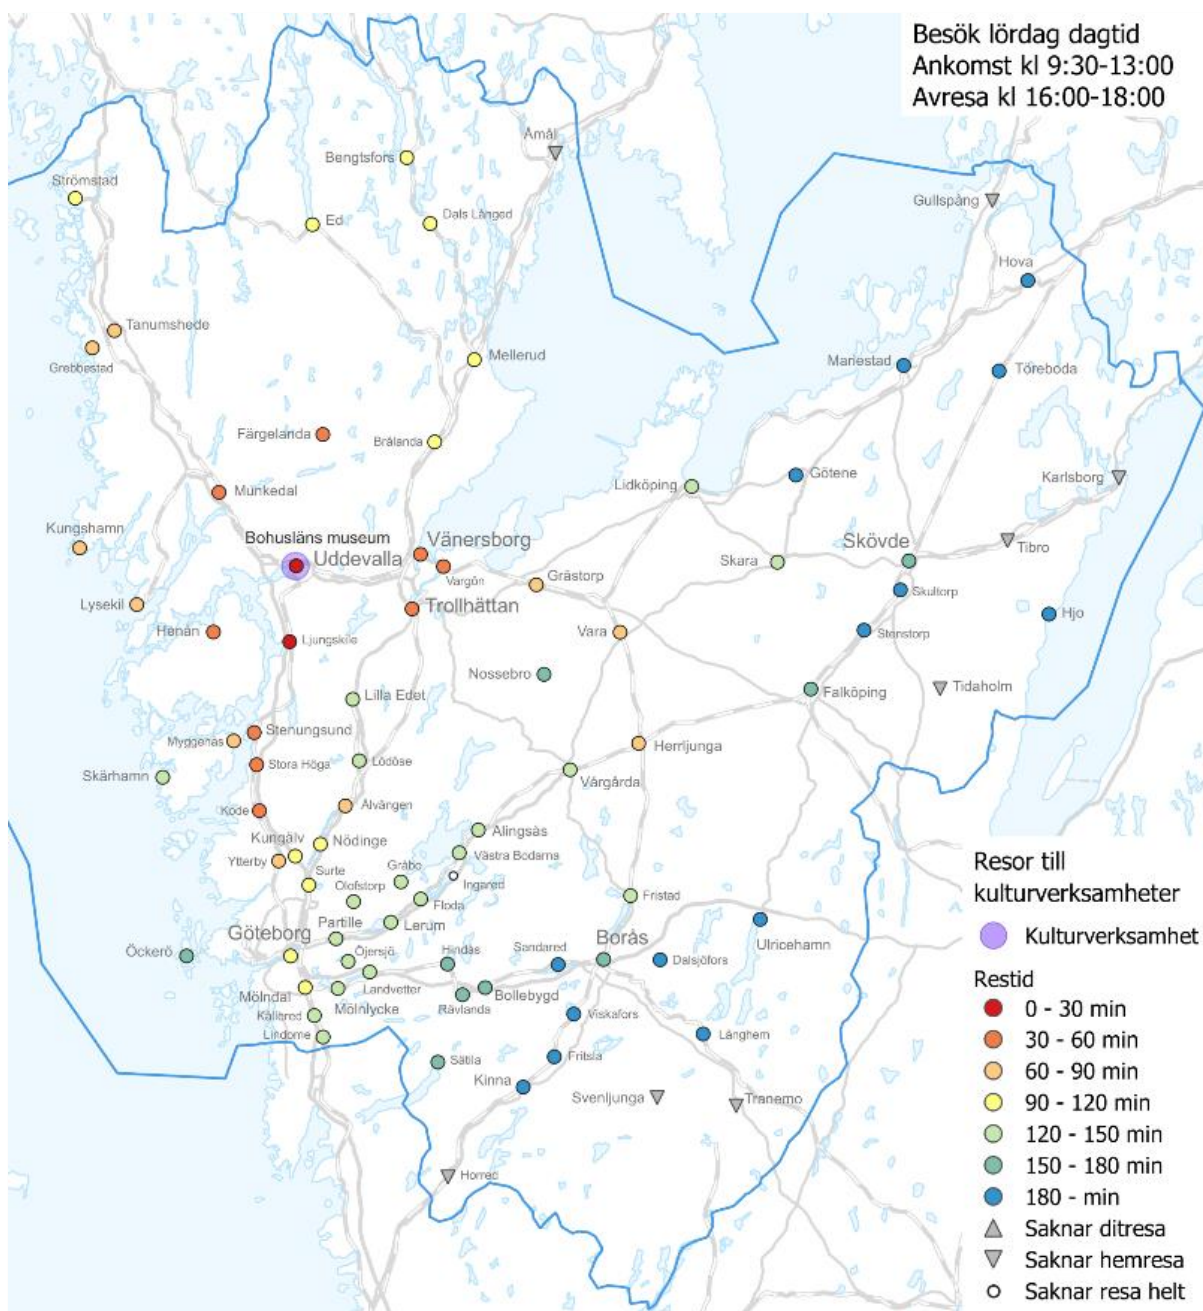 Besök lördag dagtid
Ankomst kl 9:30-13:00
Avresa kl 16:00-18:00
Åmål
Bengtsfors
Strömstad
Gullspång
Ed
Dals Långed
Hova
Tanumshede
Grebbestad
Mellerud
Mariestad
Töreboda
Färgelanda
Brålanda
Munkedal
Lidköping
Götene
Karlsborg
Kungshamn
Bohusläns museum
Uddevalla
Vänersborg
Vargön
Grästorp
Skara
Skövde
Tibro
Skultorp
Lysekil
Trollhättan
Henån
Ljungskile
Vara
Stenstorp
Hjo
Nossebro
Falköping
Tidaholm
Lilla Edet
Stenungsund
Myggenäs
Herrljunga
Stora Höga
Lödöse
Skärhamn
Vårgårda
Kode
Älvängen
Alingsås
Kungälv
Nödinge
Västra Bodarna
Ytterby
Surte
Gråbo
Ingared
Olofstorp
Floda
Fristad
Partille
Lerum
Ulricehamn
Göteborg
Öckerö
Öjersjö
Hindås
Sandared
Borås
Dalsjöfors
Landvetter
Mölndal
Mölnlycke
Rävlanda
Bollebygd
Kållered
Viskafors
Lindome
Långhem
Sätila
Fritsla
Kinna
Svenljunga
Tranemo
Horred
Resor till
kulturverksamheter
Kulturverksamhet
Restid
0 - 30 min
30 - 60 min
60 - 90 min
90 - 120 min
120 - 150 min
150 - 180 min
180 - min
Saknar ditresa
Saknar hemresa
Saknar resa helt